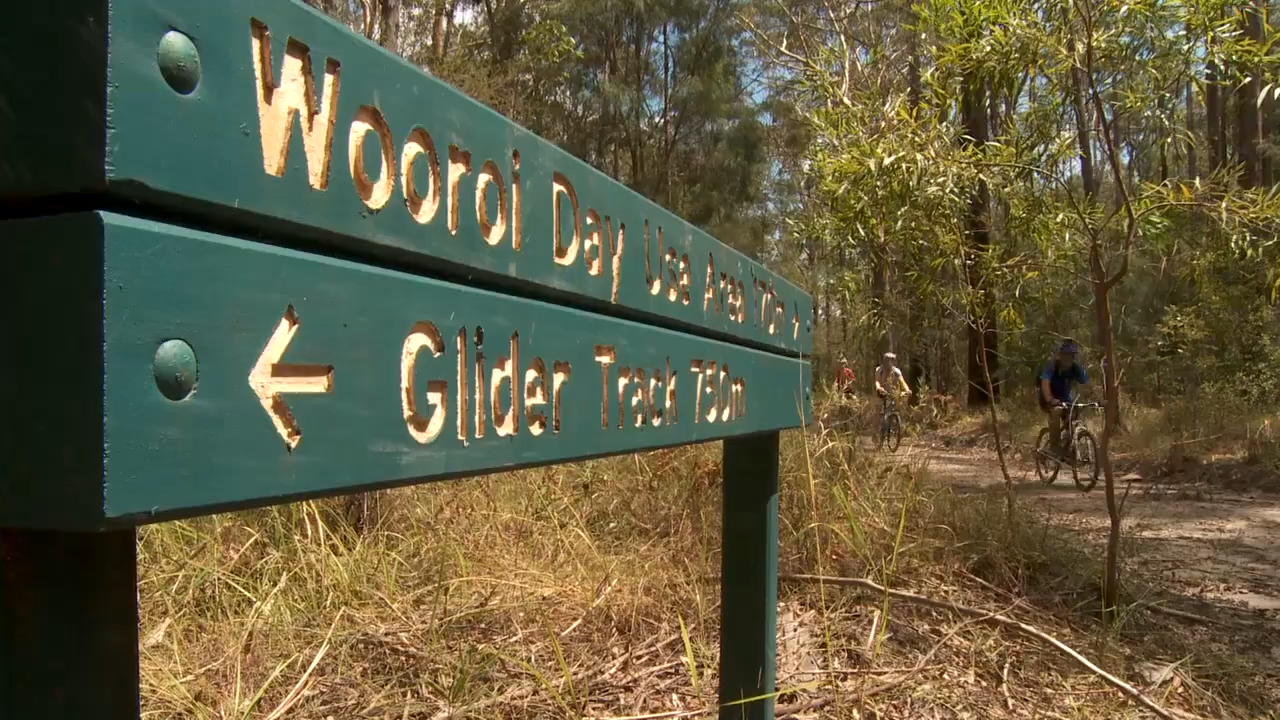 Wooroi Day Use Area 170m →
← Glider Track 750m